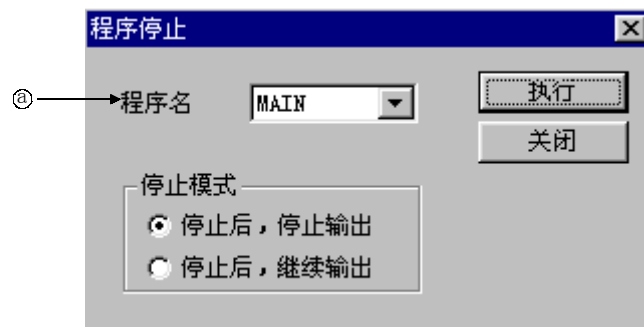 程序停止
ⓐ 程序名 MAIN 执行
关闭
停止模式
停止后，停止输出
停止后，继续输出